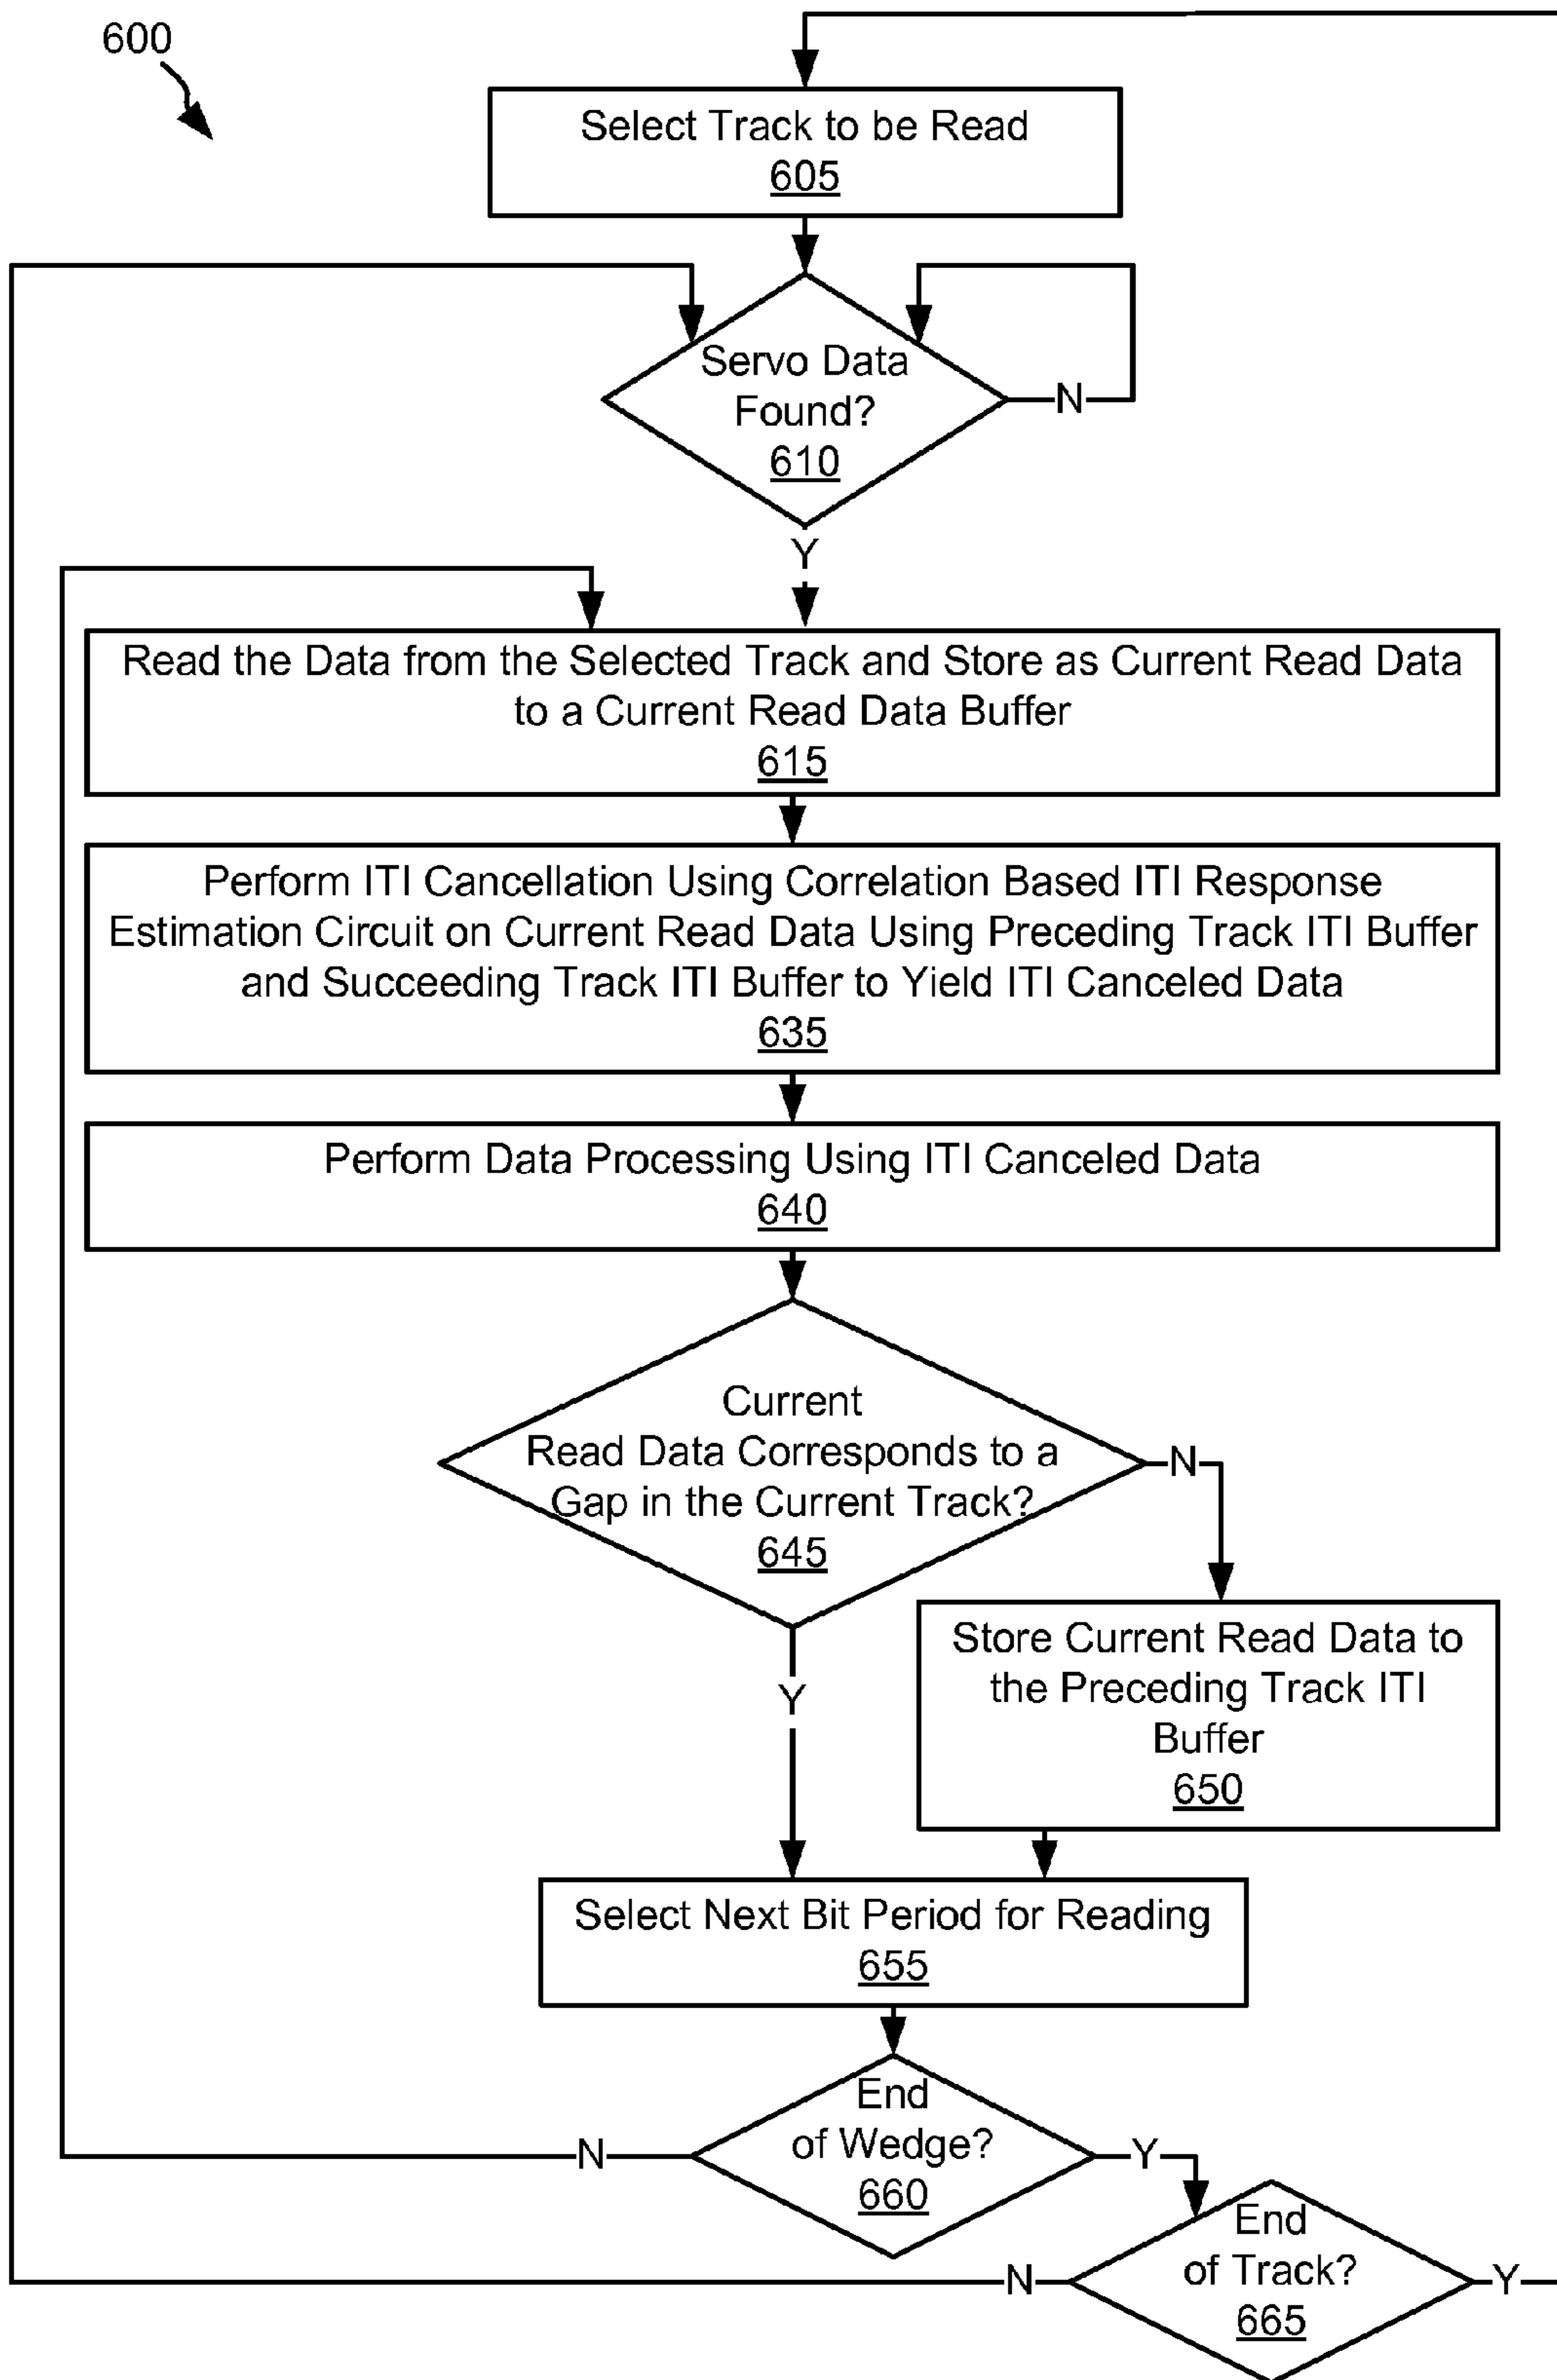 600
Select Track to be Read
605
Servo Data
Found?
610
N
Y
Read the Data from the Selected Track and Store as Current Read Data
to a Current Read Data Buffer
615
Perform ITI Cancellation Using Correlation Based ITI Response
Estimation Circuit on Current Read Data Using Preceding Track ITI Buffer
and Succeeding Track ITI Buffer to Yield ITI Canceled Data
635
Perform Data Processing Using ITI Canceled Data
640
Current
Read Data Corresponds to a
Gap in the Current Track?
645
N
Y
Store Current Read Data to
the Preceding Track ITI
Buffer
650
Select Next Bit Period for Reading
655
End
of Wedge?
660
N
Y
End
of Track?
665
N
Y